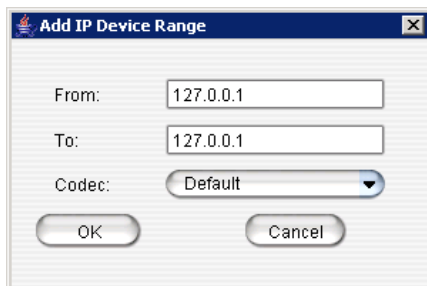 Add IP Device Range
From: 127.0.0.1
To: 127.0.0.1
Codec: Default
OK Cancel